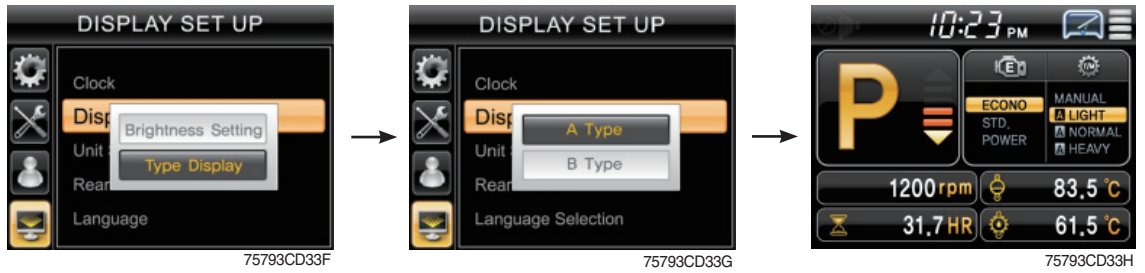 DISPLAY SET UP
Clock
Disp
Brightness Setting
Unit
Type Display
Rear
Language
75793CD33F
DISPLAY SET UP
Clock
Disp
A Type
Unit
B Type
Rear
Language Selection
75793CD33G
10:23 PM
P
E
T/M
ECONO
STD.
POWER
MANUAL
A LIGHT
A NORMAL
A HEAVY
1200 rpm
83.5 °C
31.7 HR
61.5 °C
75793CD33H